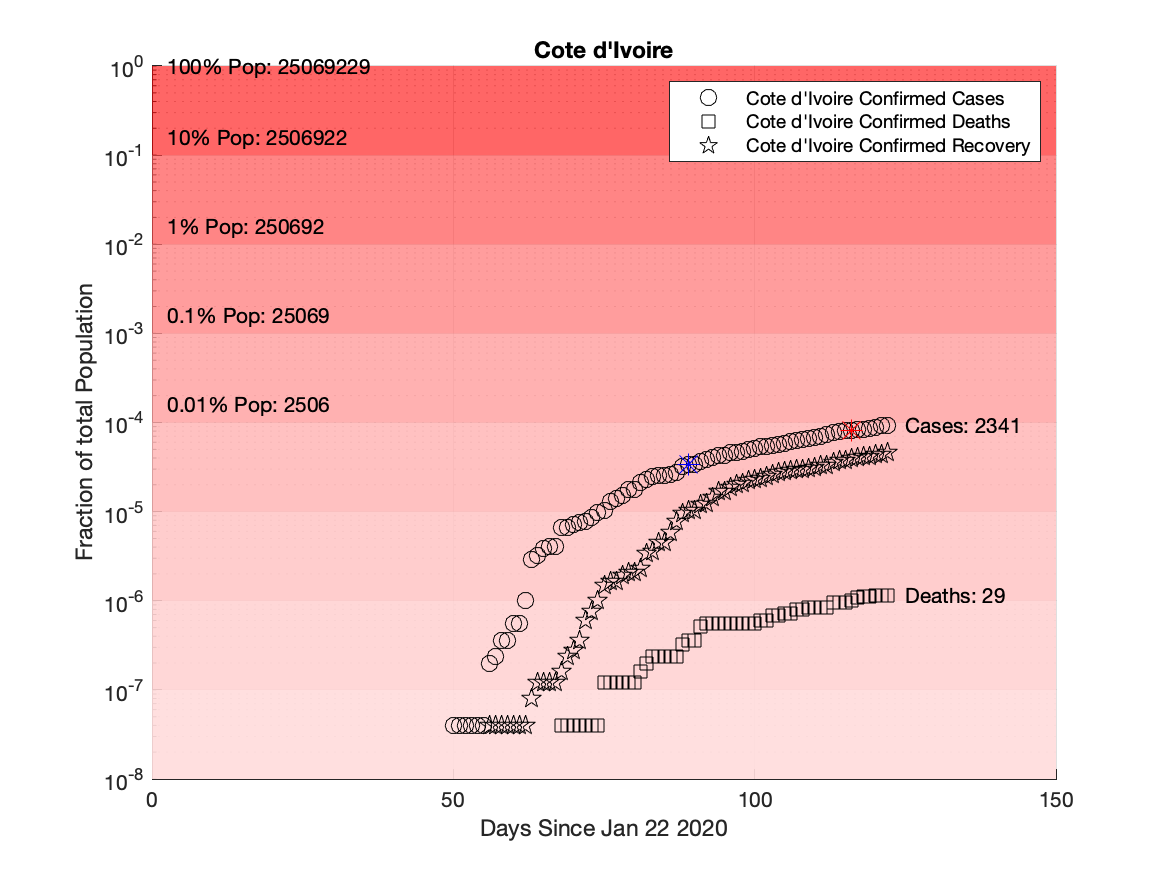 Cote d'Ivoire
10^0
10^-1
10^-2
10^-3
10^-4
10^-5
10^-6
10^-7
10^-8
Fraction of total Population
100% Pop: 25069229
10% Pop: 2506922
1% Pop: 250692
0.1% Pop: 25069
0.01% Pop: 2506
Cote d'Ivoire Confirmed Cases
Cote d'Ivoire Confirmed Deaths
Cote d'Ivoire Confirmed Recovery
Cases: 2341
Deaths: 29
0 50 100 150
Days Since Jan 22 2020